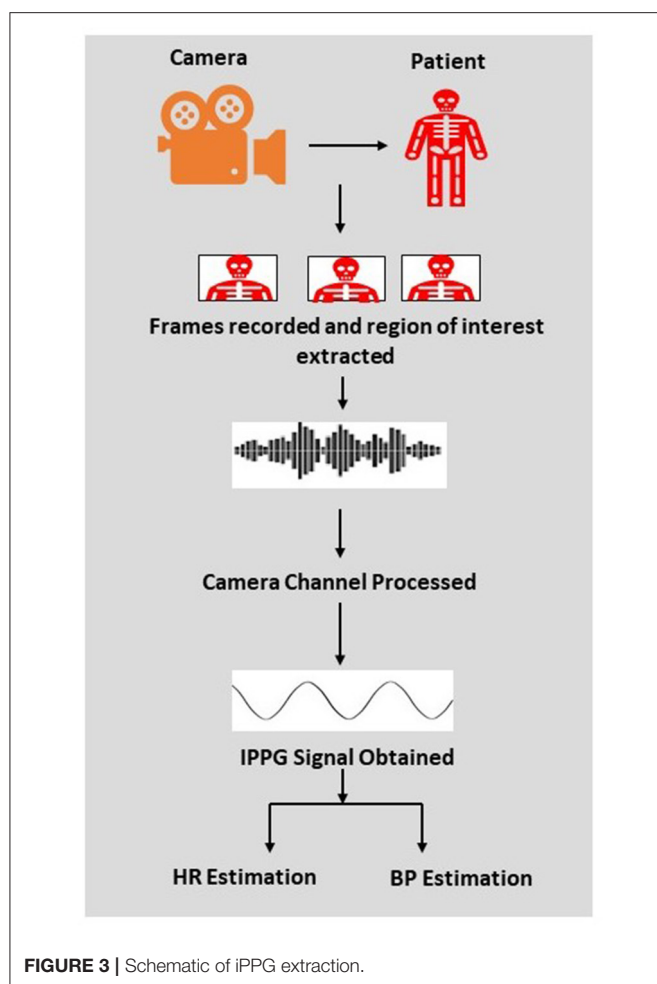 Camera
Patient
Frames recorded and region of interest
extracted
Camera Channel Processed
IPPG Signal Obtained
HR Estimation
BP Estimation
FIGURE 3 | Schematic of iPPG extraction.